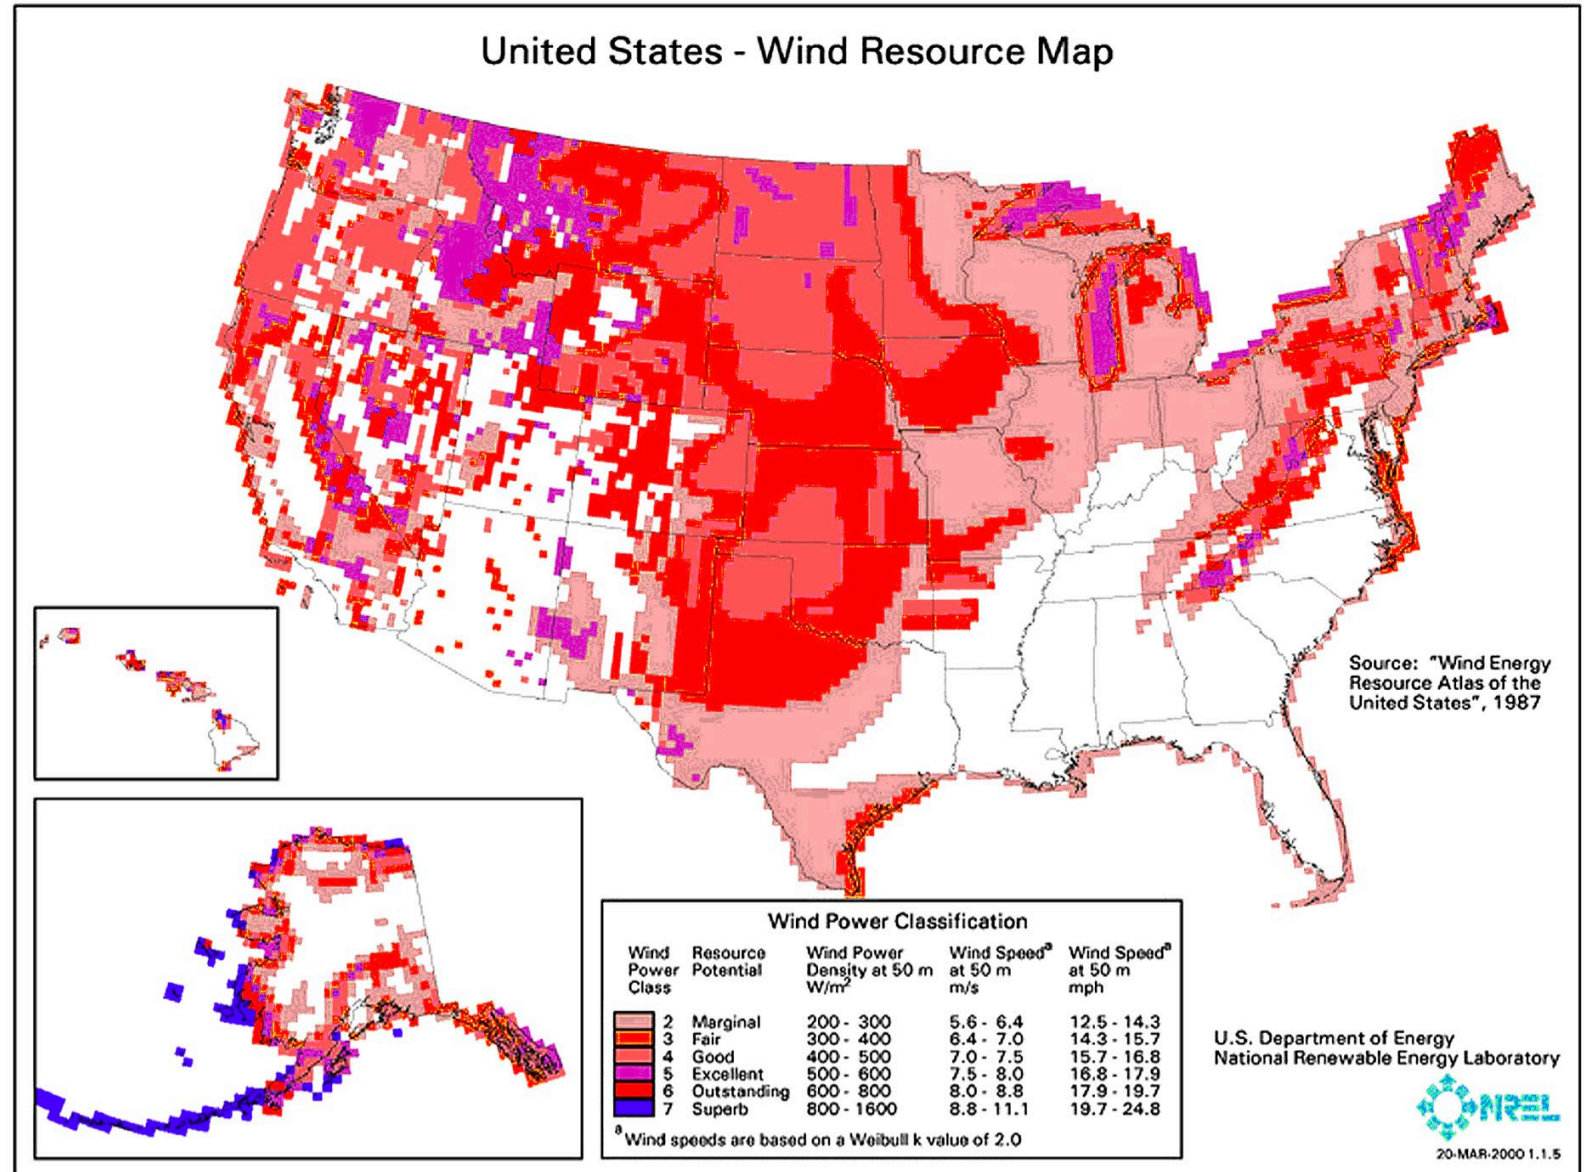 United States - Wind Resource Map
Source: "Wind Energy
Resource Atlas of the
United States", 1987
Wind Power Classification
Wind Resource Wind Power Wind Speedᵃ Wind Speedᵃ
Power Potential Density at 50 m at 50 m at 50 m
Class W/m² m/s mph
2 Marginal 200 - 300 5.6 - 6.4 12.5 - 14.3
3 Fair 300 - 400 6.4 - 7.0 14.3 - 15.7
4 Good 400 - 500 7.0 - 7.5 15.7 - 16.8
5 Excellent 500 - 600 7.5 - 8.0 16.8 - 17.9
6 Outstanding 600 - 800 8.0 - 8.8 17.9 - 19.7
7 Superb 800 - 1600 8.8 - 11.1 19.7 - 24.8
ᵃ Wind speeds are based on a Weibull k value of 2.0
U.S. Department of Energy
National Renewable Energy Laboratory
NREL
20-MAR-2000 1.1.5